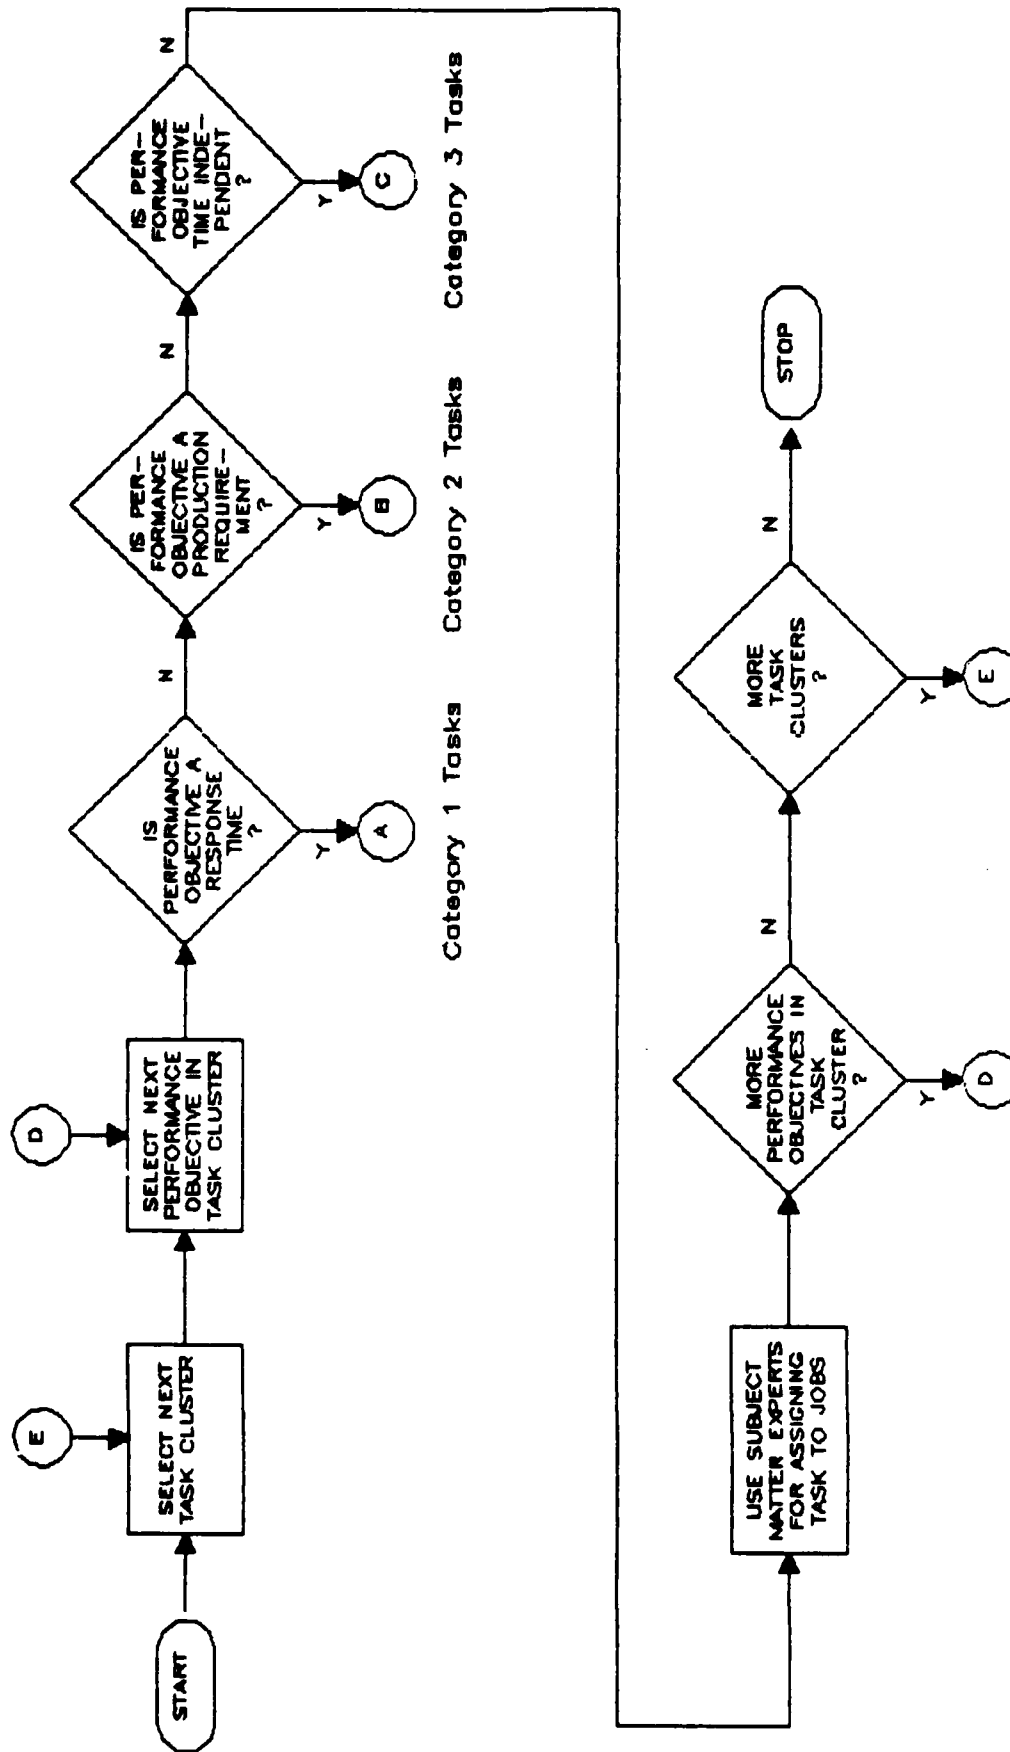 E
D
START
SELECT NEXT
TASK CLUSTER
SELECT NEXT
PERFORMANCE
OBJECTIVE IN
TASK CLUSTER
IS
PERFORMANCE
OBJECTIVE A
RESPONSE
TIME
?
N
Y
A
Category 1 Tasks
IS PER-
FORMANCE
OBJECTIVE A
PRODUCTION
REQUIRE-
MENT
?
N
Y
B
Category 2 Tasks
IS PER-
FORMANCE
OBJECTIVE
TIME INDE-
PENDENT
?
N
Y
C
Category 3 Tasks
USE SUBJECT
MATTER EXPERTS
FOR ASSIGNING
TASK TO JOBS
MORE
PERFORMANCE
OBJECTIVES IN
TASK
CLUSTER
?
N
Y
D
MORE
TASK
CLUSTERS
?
N
Y
E
STOP